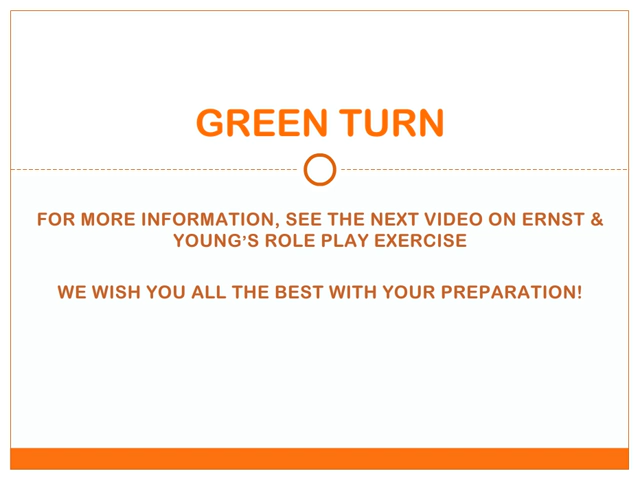 GREEN TURN
FOR MORE INFORMATION, SEE THE NEXT VIDEO ON ERNST &
YOUNG'S ROLE PLAY EXERCISE
WE WISH YOU ALL THE BEST WITH YOUR PREPARATION!